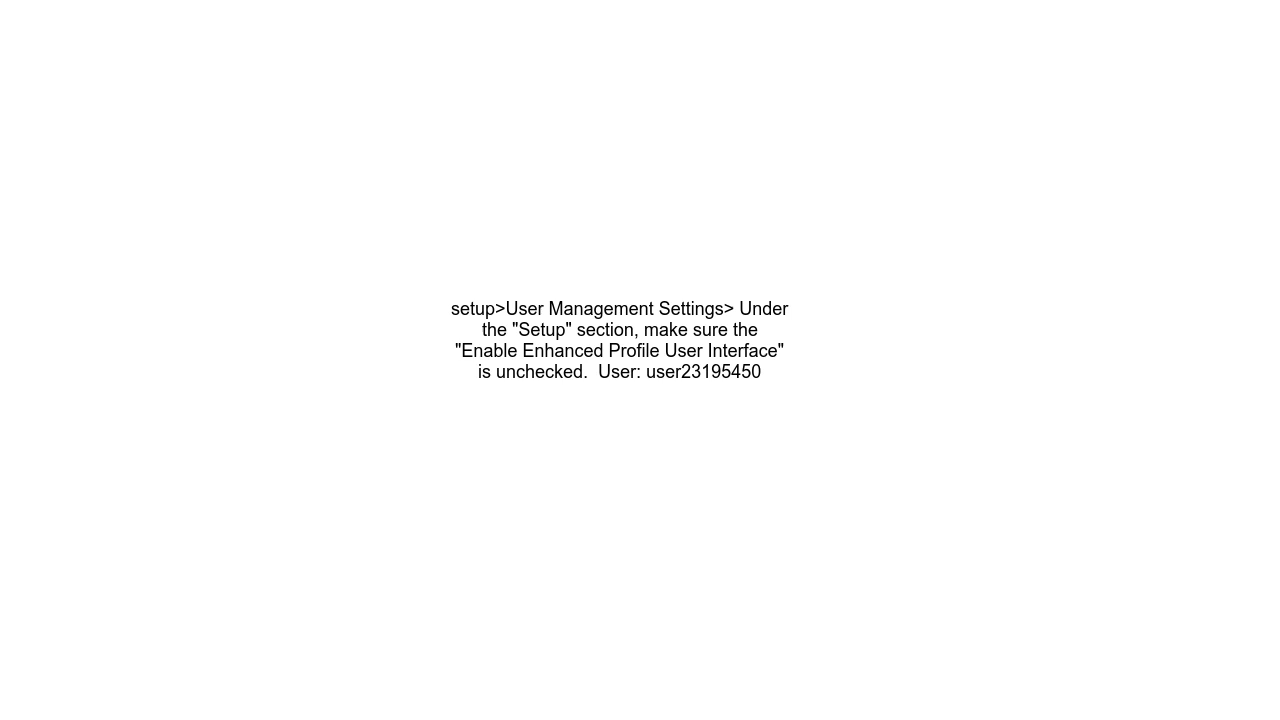 setup>User Management Settings> Under
the "Setup" section, make sure the
"Enable Enhanced Profile User Interface"
is unchecked.  User: user23195450